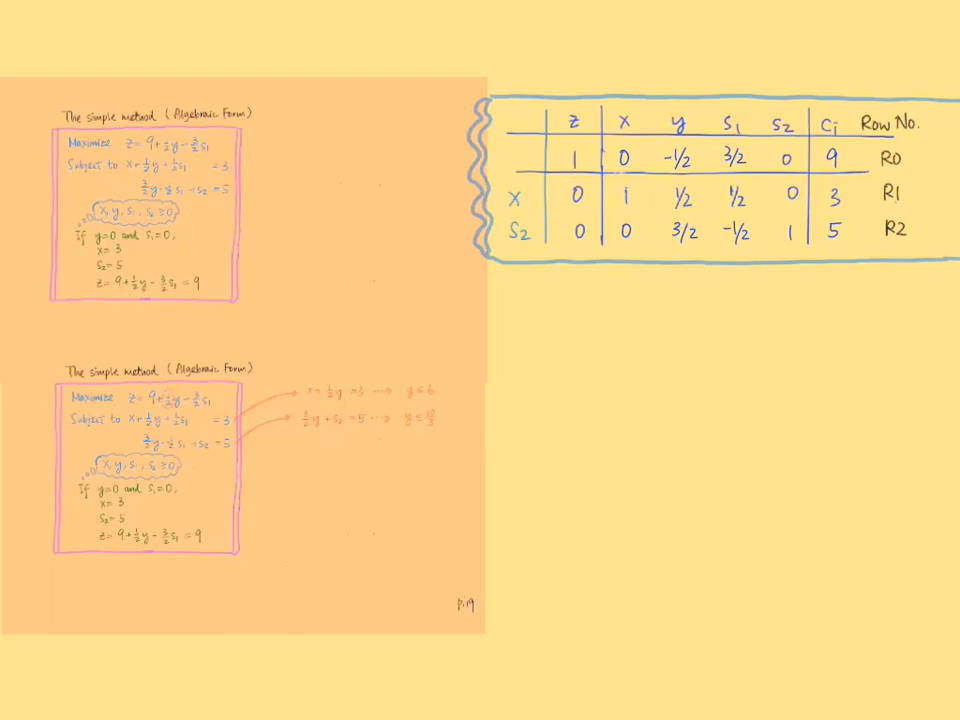 The simple method (Algebraic Form)
Maximize z = 9+½y-3/2 s₁
Subject to x+½y+½s₁ = 3
3/2 y-½s₁ +s₂ = 5
x, y, s₁, s₂ ≥0
If y=0 and s₁=0,
x= 3
s₂= 5
z= 9+½y - 3/2 s₁ = 9
The simple method (Algebraic Form)
Maximize z= 9+½y-3/2 s₁
Subject to x+½y+½s₁ = 3
3/2 y-½s₁ +s₂ = 5
x, y, s₁, s₂ ≥0
If y=0 and s₁=0,
x= 3
s₂= 5
z= 9+½y - 3/2 s₁ = 9
x+ ½y =3 ···→ y ≤ 6
3/2 y + s₂ = 5 ···→ y ≤ 10/3
p.19
z x y s₁ s₂ Ci Row No.
1 0 -1/2 3/2 0 9 R0
x 0 1 1/2 1/2 0 3 R1
s₂ 0 0 3/2 -1/2 1 5 R2